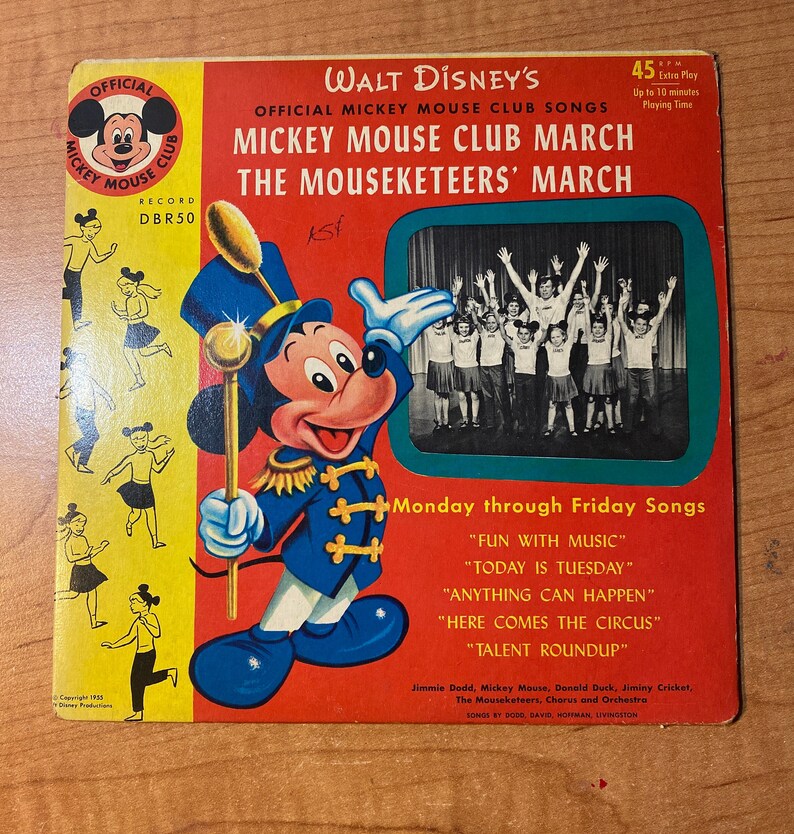 OFFICIAL
MICKEY MOUSE CLUB
WALT DISNEY'S
OFFICIAL MICKEY MOUSE CLUB SONGS
MICKEY MOUSE CLUB MARCH
THE MOUSEKETEERS' MARCH
45 RPM
Extra Play
Up to 10 minutes
Playing Time
RECORD
DBR50
Monday through Friday Songs
"FUN WITH MUSIC"
"TODAY IS TUESDAY"
"ANYTHING CAN HAPPEN"
"HERE COMES THE CIRCUS"
"TALENT ROUNDUP"
Jimmie Dodd, Mickey Mouse, Donald Duck, Jiminy Cricket,
The Mouseketeers, Chorus and Orchestra
SONGS BY DODD, DAVID, HOFFMAN, LIVINGSTON
© Copyright 1955
t Disney Productions